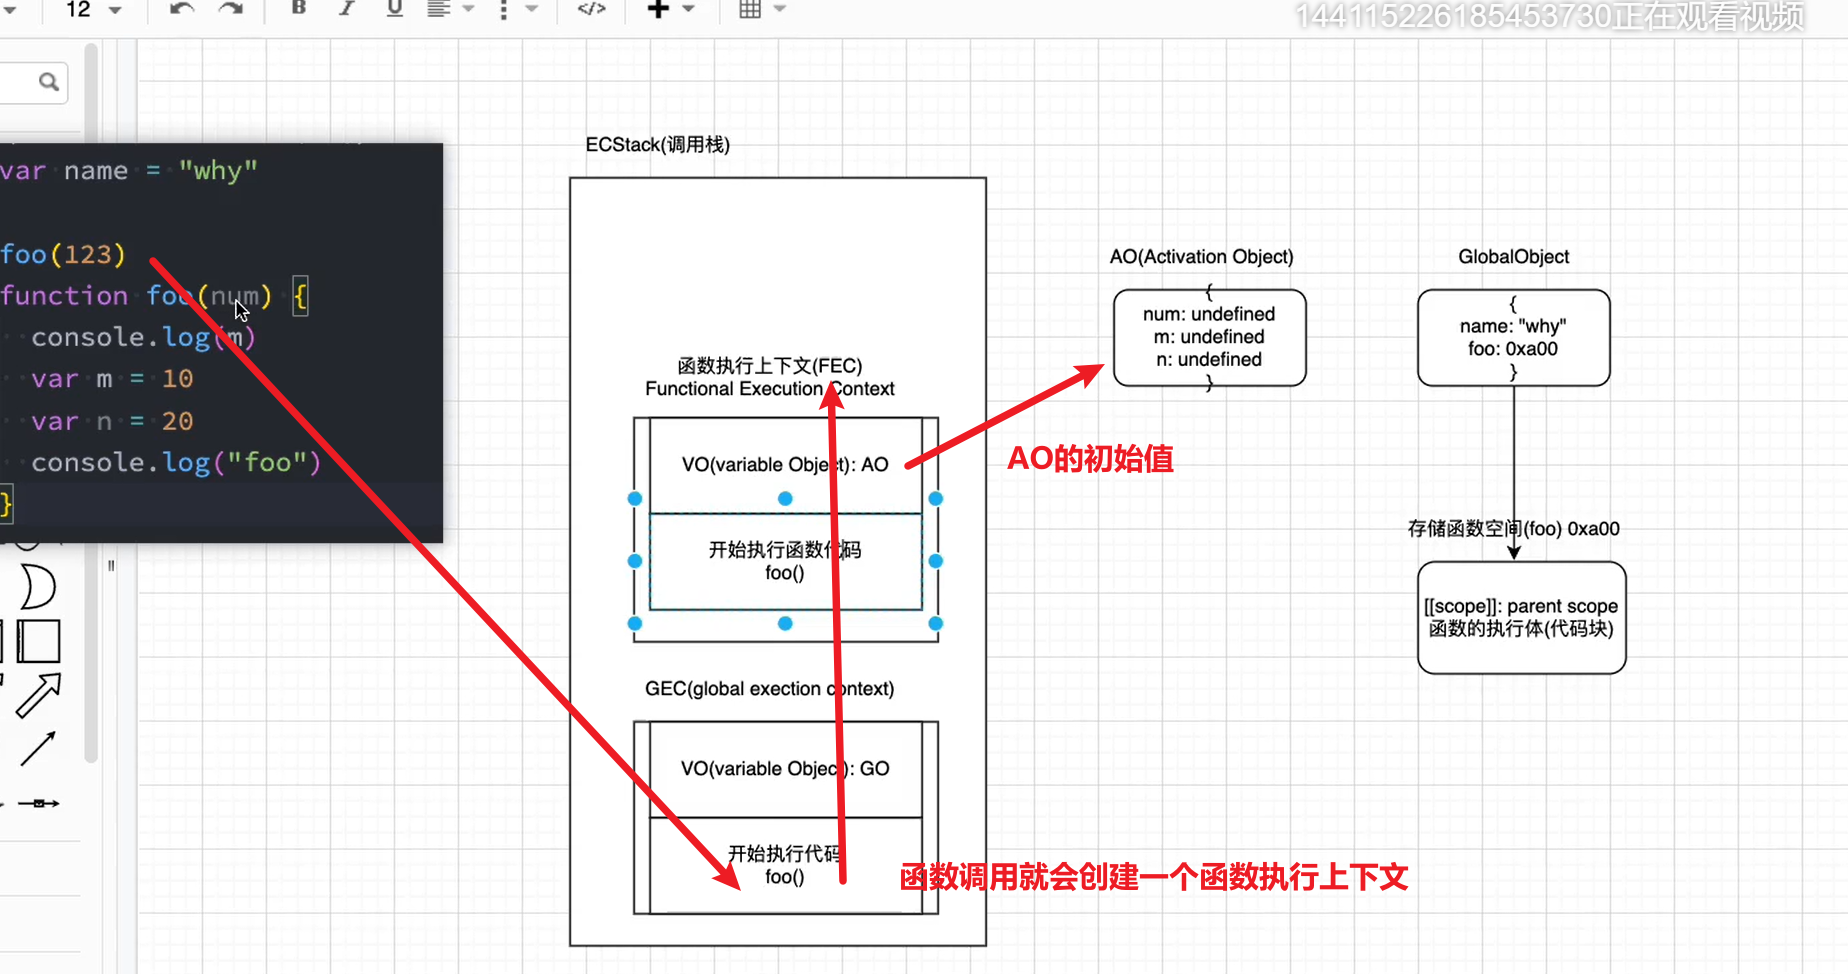 12
B I U
</>
144115226185453730正在观看视频
var name = "why"
foo(123)
function foo(num) {
console.log(m)
var m = 10
var n = 20
console.log("foo")
}
ECStack(调用栈)
函数执行上下文(FEC)
Functional Execution Context
VO(variable Object): AO
开始执行函数代码
foo()
GEC(global exection context)
VO(variable Object): GO
开始执行代码
foo()
AO(Activation Object)
{
num: undefined
m: undefined
n: undefined
}
AO的初始值
函数调用就会创建一个函数执行上下文
GlobalObject
{
name: "why"
foo: 0xa00
}
存储函数空间(foo) 0xa00
[[scope]]: parent scope
函数的执行体(代码块)